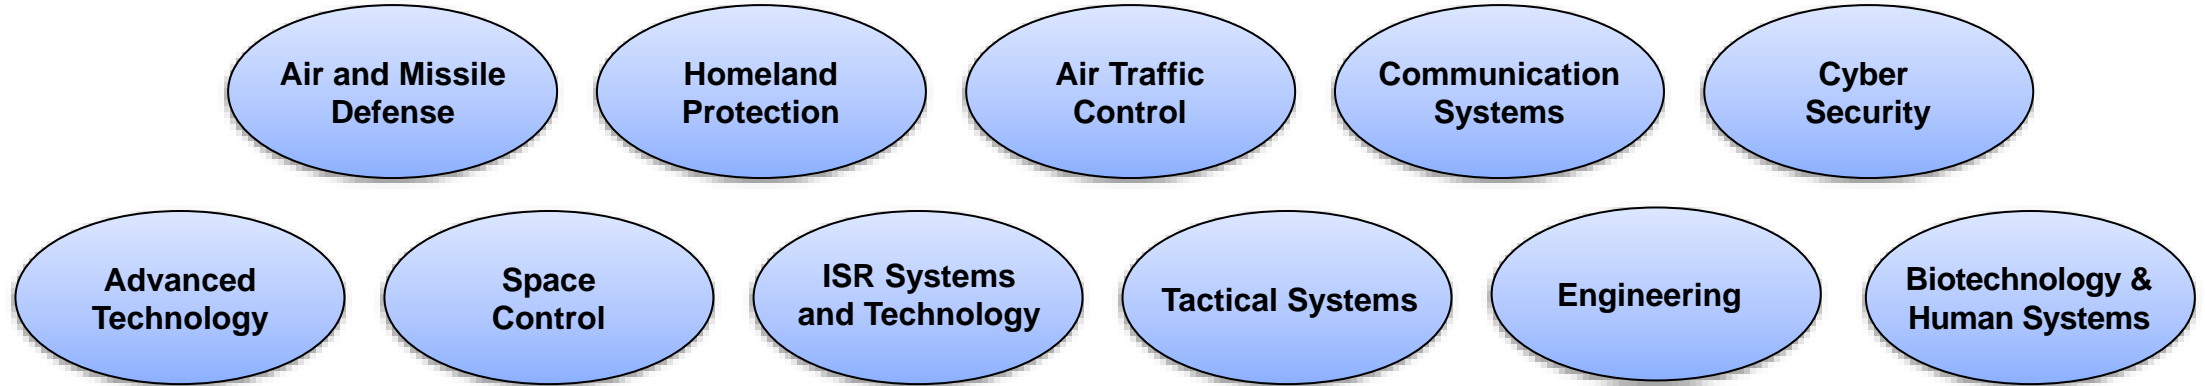 Air and Missile
Defense
Homeland
Protection
Air Traffic
Control
Communication
Systems
Cyber
Security
Advanced
Technology
Space
Control
ISR Systems
and Technology
Tactical Systems
Engineering
Biotechnology &
Human Systems